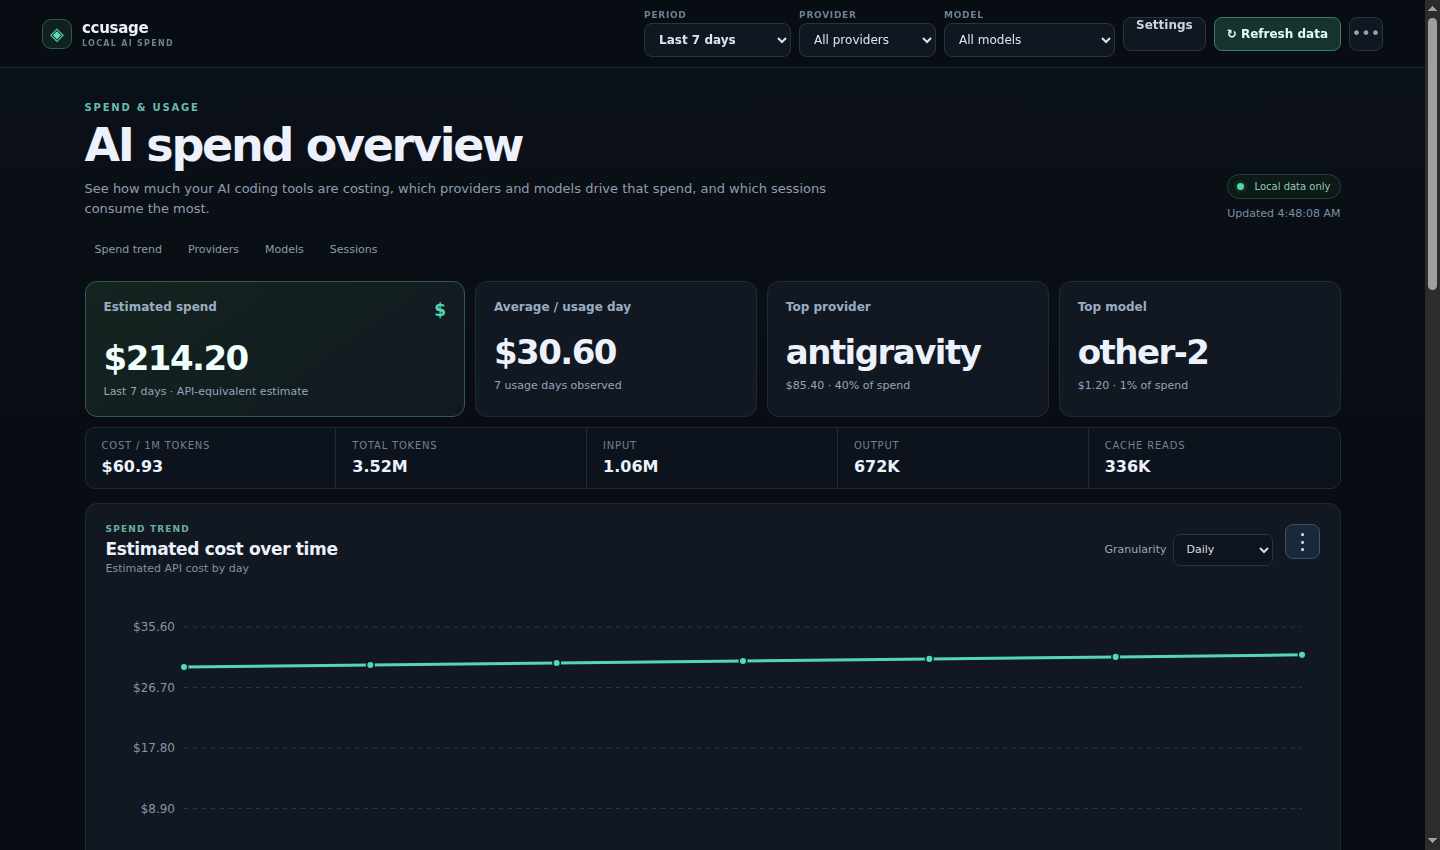 ccusage
LOCAL AI SPEND
PERIOD
Last 7 days
PROVIDER
All providers
MODEL
All models
Settings
↻ Refresh data
•••
SPEND & USAGE
AI spend overview
See how much your AI coding tools are costing, which providers and models drive that spend, and which sessions
consume the most.
Local data only
Updated 4:48:08 AM
Spend trend
Providers
Models
Sessions
Estimated spend
$
$214.20
Last 7 days · API-equivalent estimate
Average / usage day
$30.60
7 usage days observed
Top provider
antigravity
$85.40 · 40% of spend
Top model
other-2
$1.20 · 1% of spend
COST / 1M TOKENS
$60.93
TOTAL TOKENS
3.52M
INPUT
1.06M
OUTPUT
672K
CACHE READS
336K
SPEND TREND
Estimated cost over time
Estimated API cost by day
Granularity
Daily
$35.60
$26.70
$17.80
$8.90